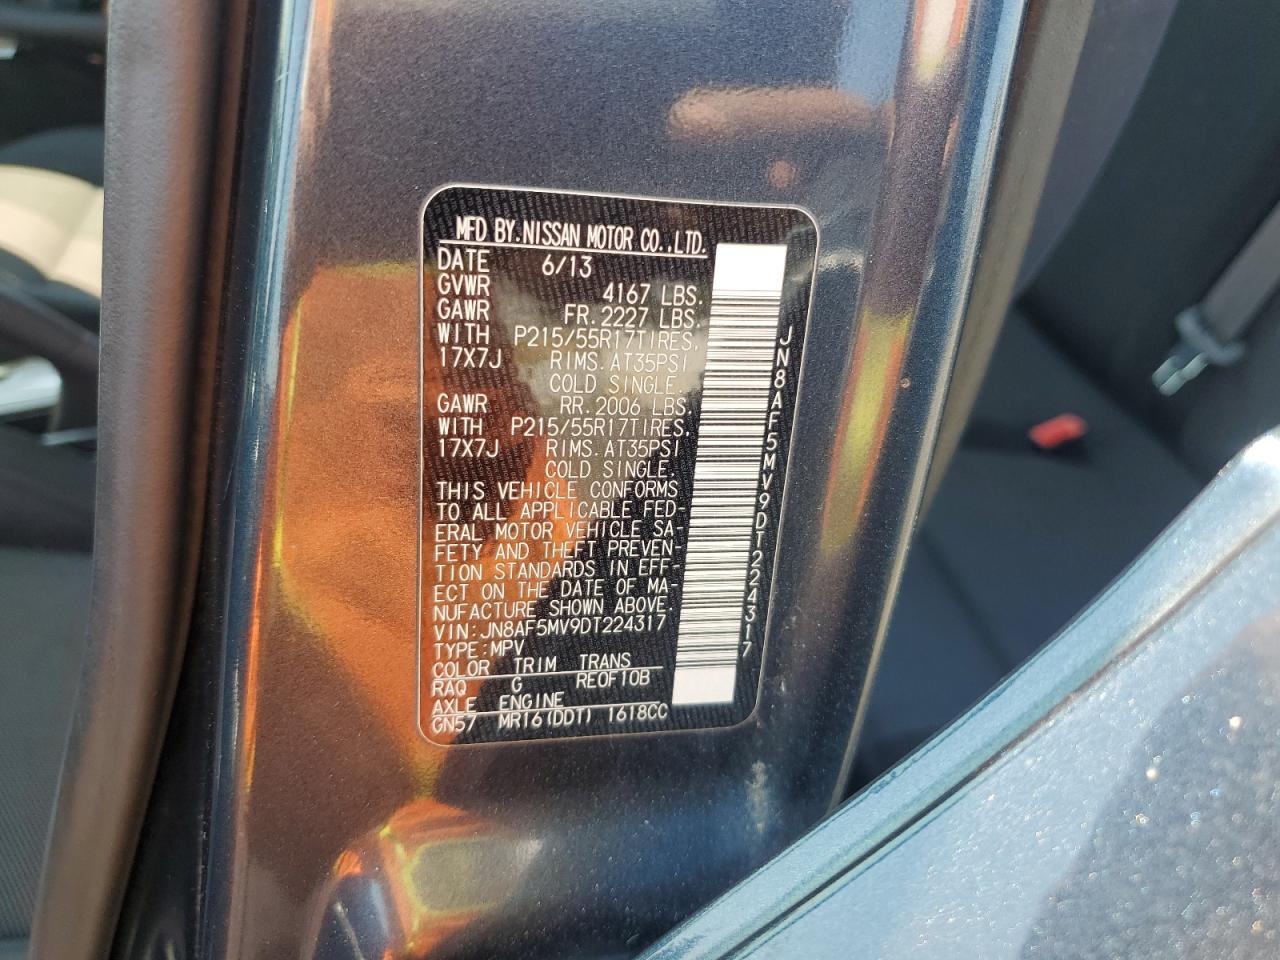 MFD BY.NISSAN MOTOR CO.,LTD.
DATE 6/13
GVWR 4167 LBS.
GAWR FR.2227 LBS.
WITH P215/55R17TIRES,
17X7J RIMS.AT35PSI
COLD SINGLE.
GAWR RR.2006 LBS.
WITH P215/55R17TIRES,
17X7J RIMS.AT35PSI
COLD SINGLE.
THIS VEHICLE CONFORMS
TO ALL APPLICABLE FED-
ERAL MOTOR VEHICLE SA-
FETY AND THEFT PREVEN-
TION STANDARDS IN EFF-
ECT ON THE DATE OF MA-
NUFACTURE SHOWN ABOVE.
VIN:JN8AF5MV9DT224317
TYPE:MPV
COLOR TRIM TRANS
RAQ G RE0F10B
AXLE ENGINE
GN57 MR16(DDT) 1618CC
JN8AF5MV9DT224317